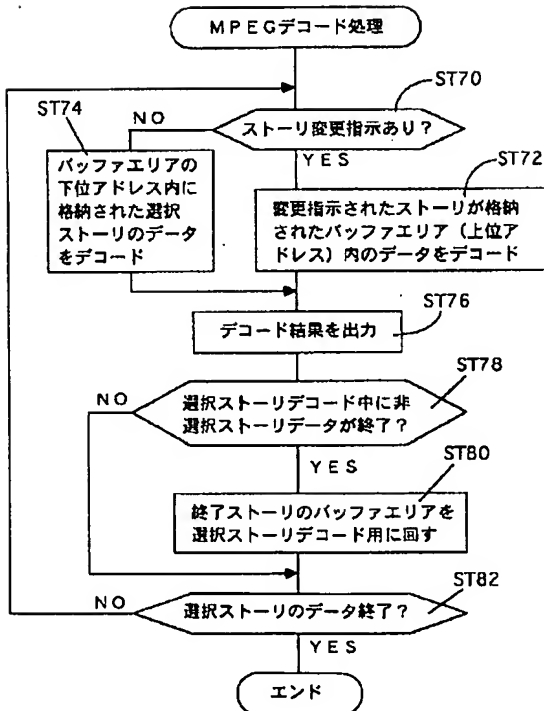 MPEGデコード処理
ST70
ST74
NO
ストーリ変更指示あり?
YES
ST72
バッファエリアの
下位アドレス内に
格納された選択
ストーリのデータ
をデコード
変更指示されたストーリが格納
されたバッファエリア(上位ア
ドレス)内のデータをデコード
ST76
デコード結果を出力
ST78
NO
選択ストーリデコード中に非
選択ストーリデータが終了?
YES
ST80
終了ストーリのバッファエリアを
選択ストーリデコード用に回す
ST82
NO
選択ストーリのデータ終了?
YES
エンド